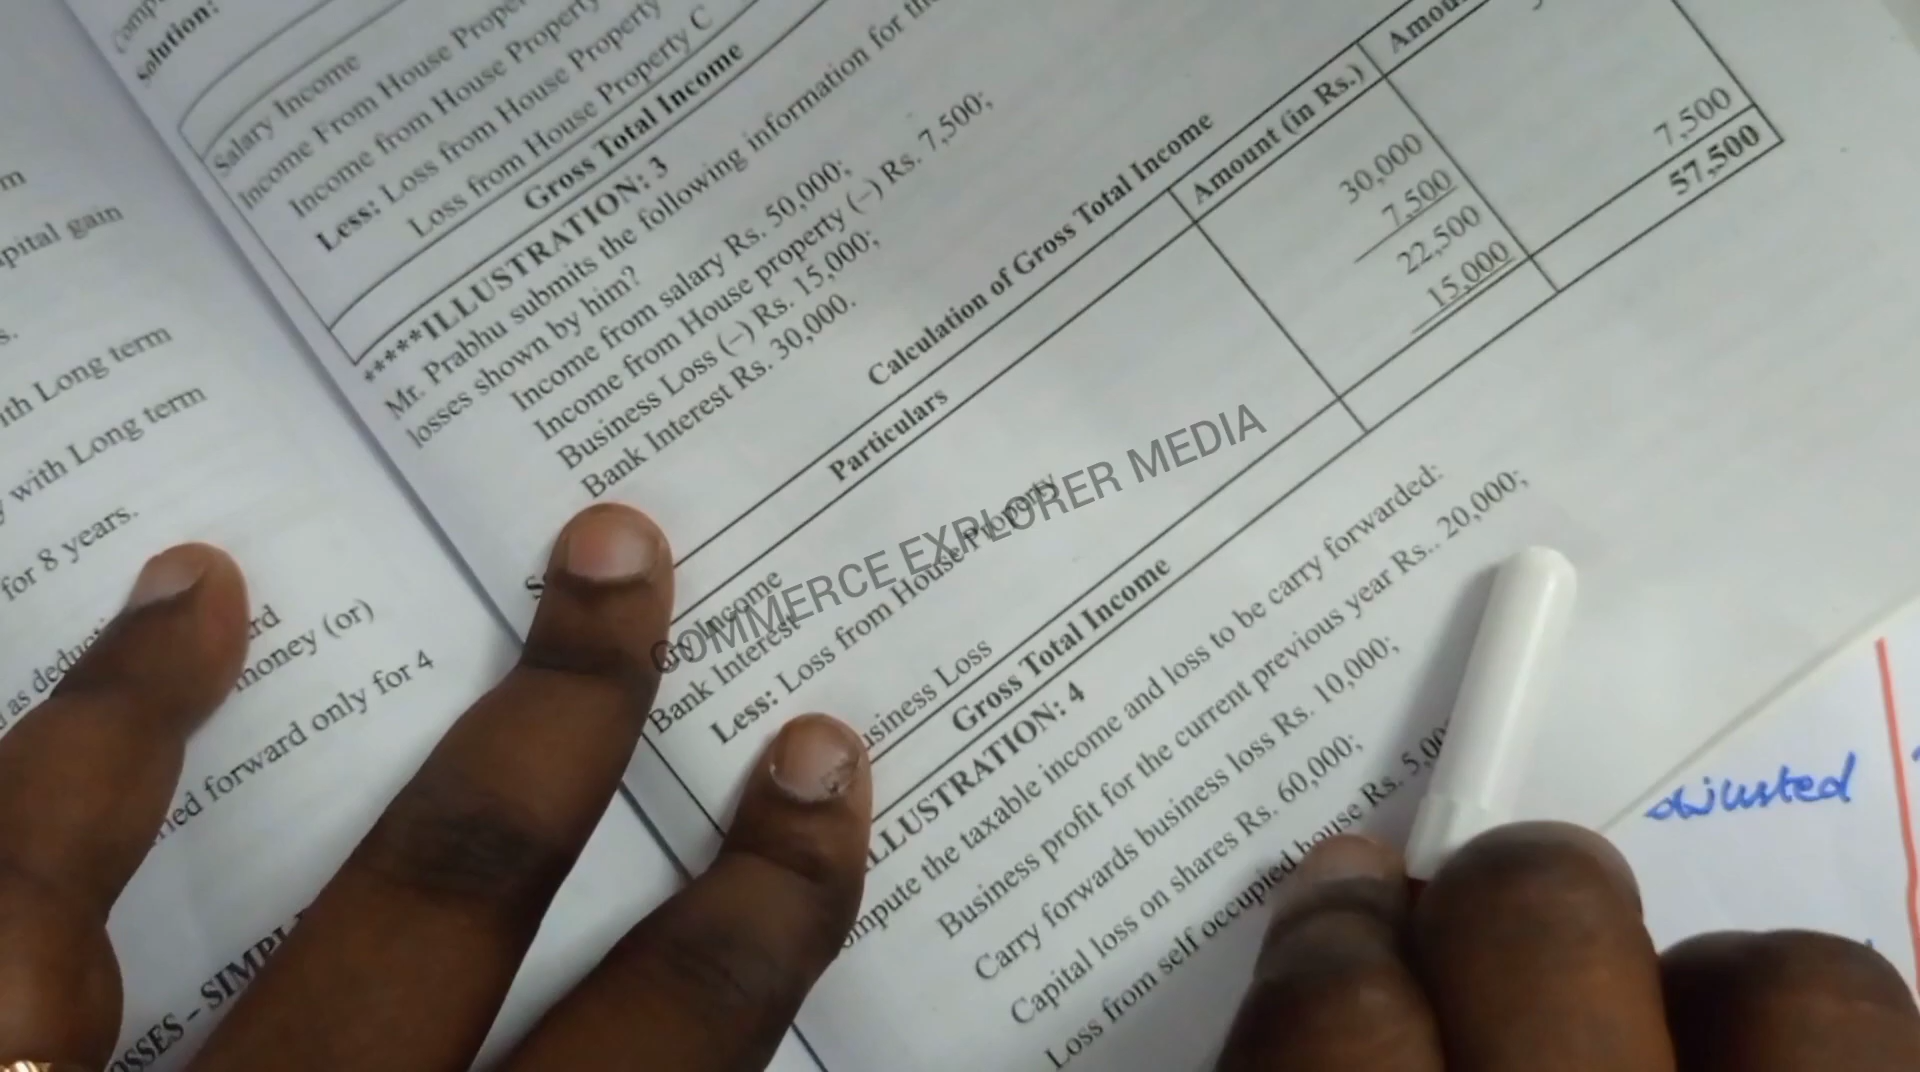 m
pital gain
s.
ith Long term
y with Long term
for 8 years.
money (or)
forward only for 4
solution:
Salary Income
Income From House
Income from House Property
Less: Loss from House Property
Loss from House Property C
Gross Total Income
*****ILLUSTRATION: 3
Mr. Prabhu submits the following information for
losses shown by him?
Income from salary Rs. 50,000;
Income from House property (–) Rs. 7,500;
Business Loss (–) Rs. 15,000;
Bank Interest Rs. 30,000.
Calculation of Gross Total Income
Particulars Amount (in Rs.)
Income
Bank Interest 30,000
Less: Loss from House Property 7,500
22,500
Business Loss 15,000 7,500
Gross Total Income 57,500
ILLUSTRATION: 4
the taxable income and loss to be carry forwarded:
Business profit for the current previous year Rs.. 20,000;
Carry forwards business loss Rs. 10,000;
Capital loss on shares Rs. 60,000;
Loss from self occupied house Rs. 5,00
COMMERCE EXPLORER MEDIA
adjusted